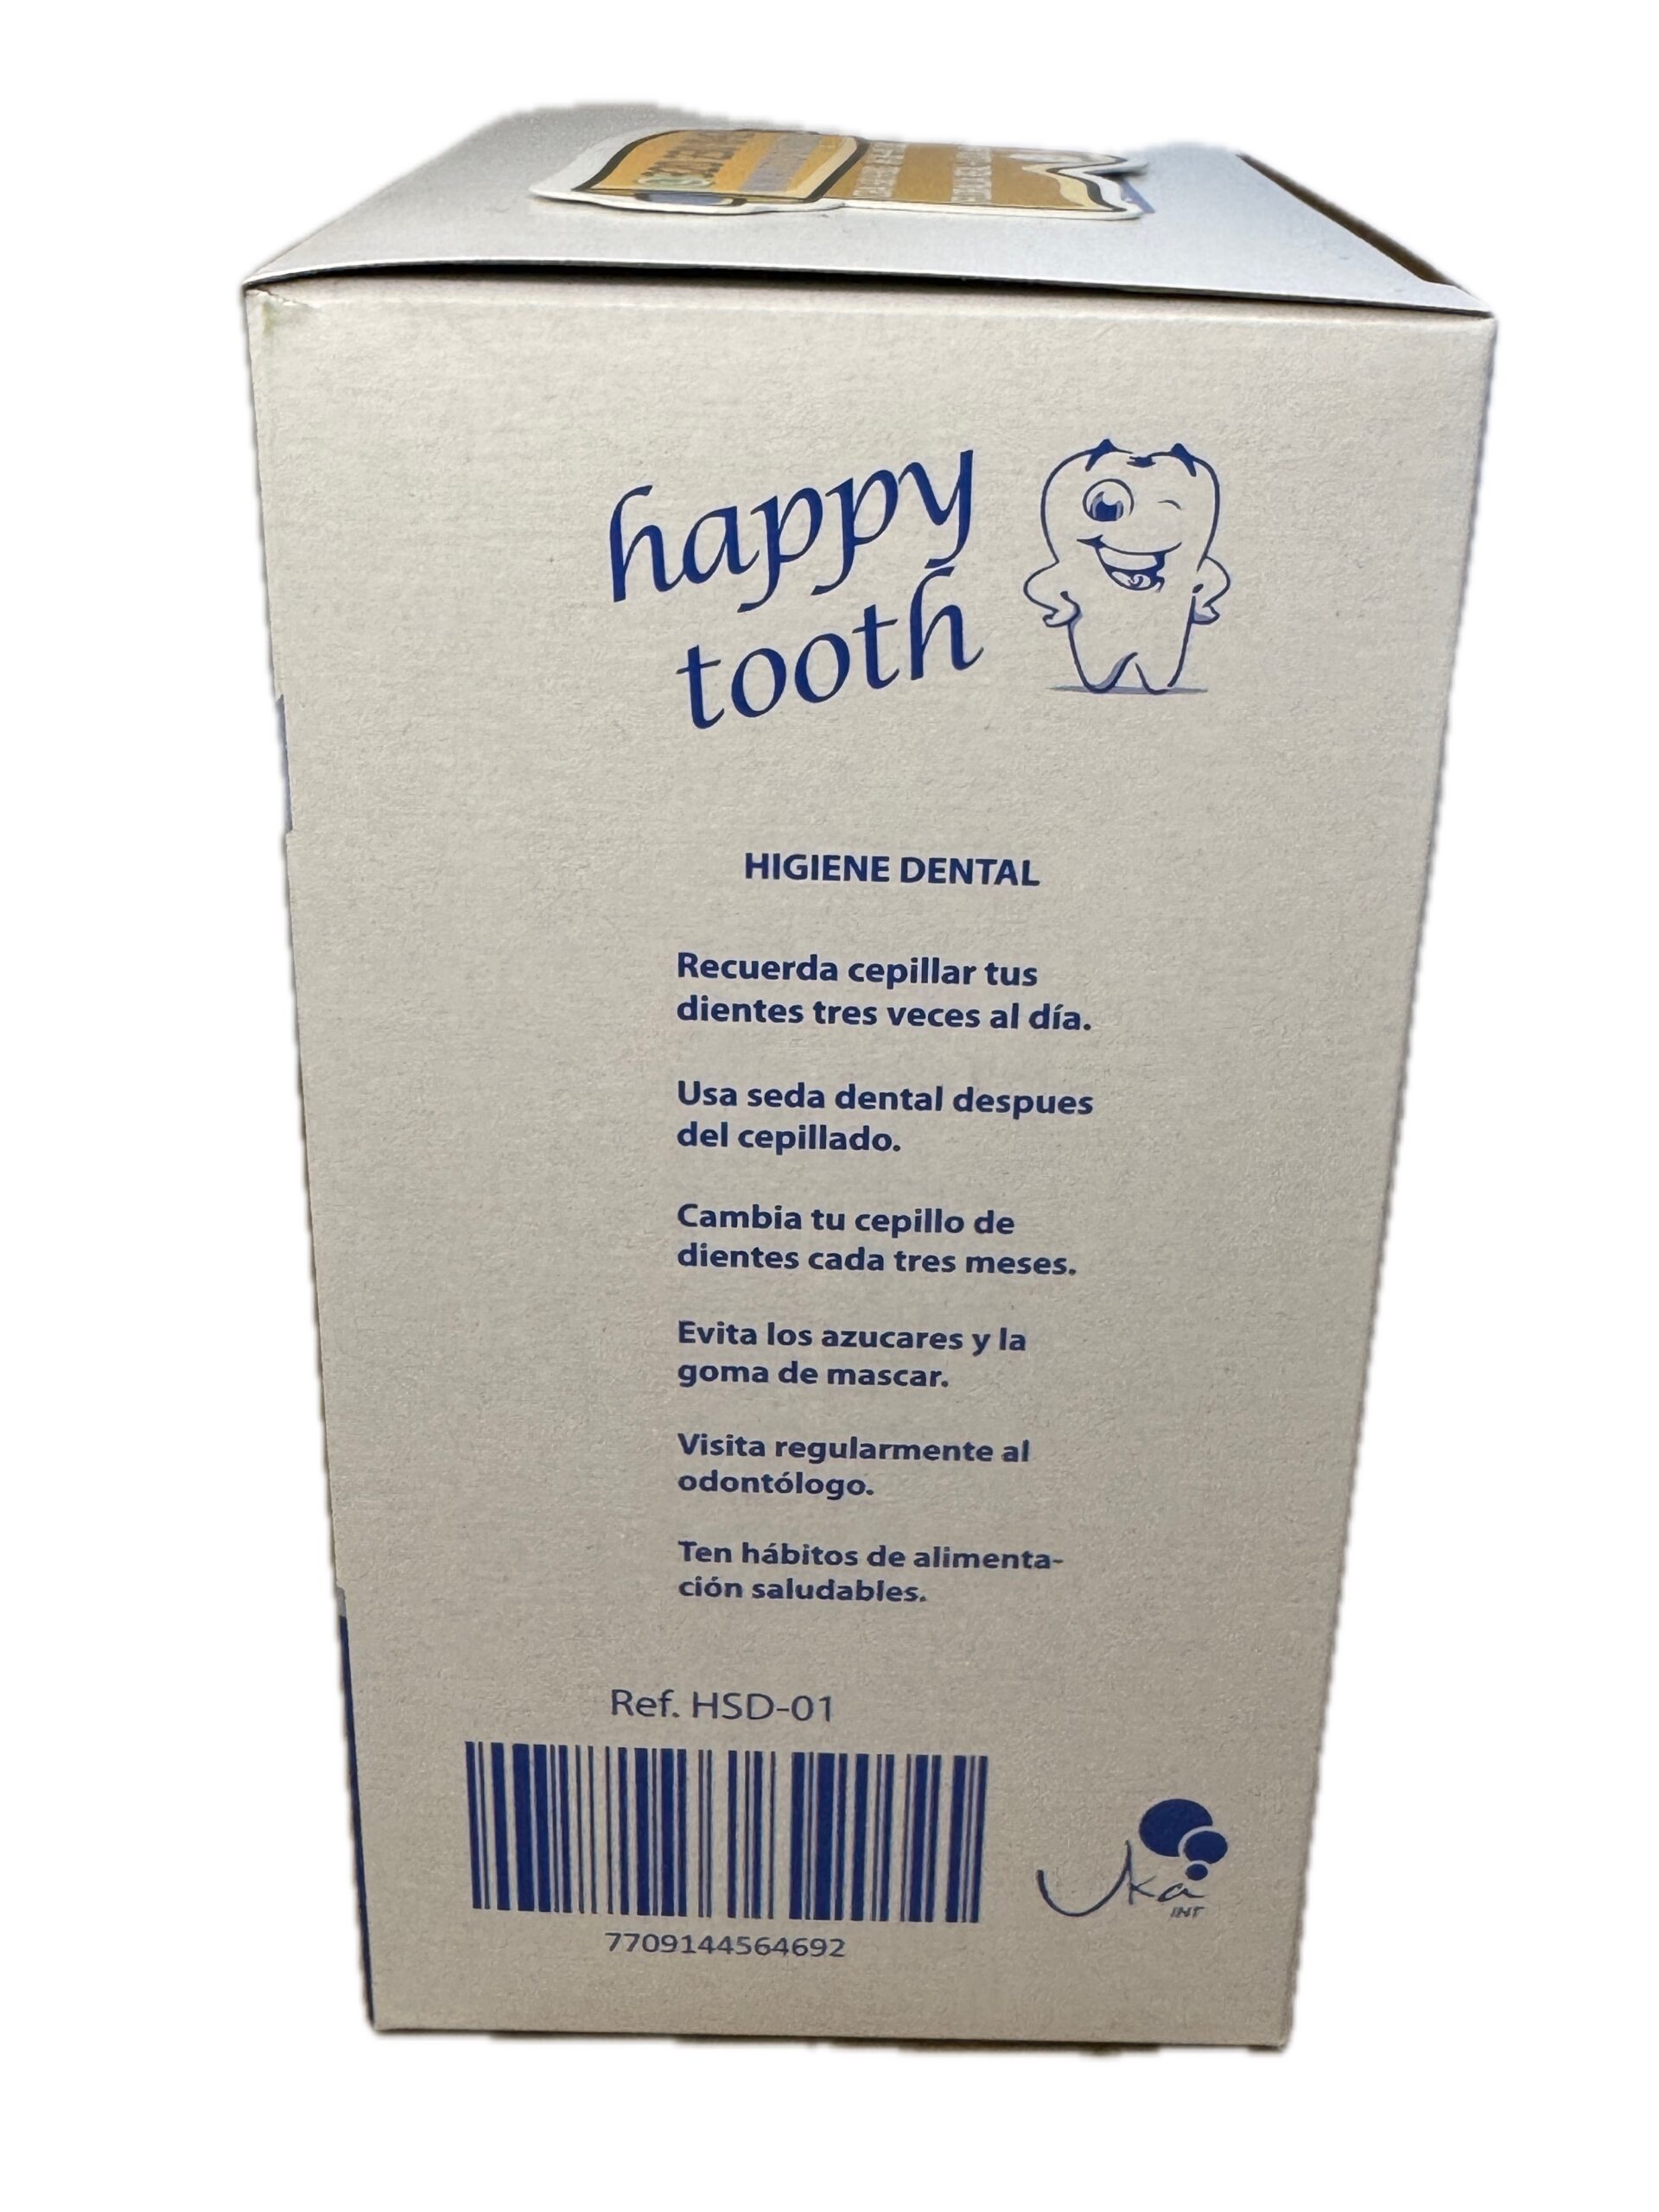 happy
tooth
HIGIENE DENTAL
Recuerda cepillar tus
dientes tres veces al día.
Usa seda dental despues
del cepillado.
Cambia tu cepillo de
dientes cada tres meses.
Evita los azucares y la
goma de mascar.
Visita regularmente al
odontólogo.
Ten hábitos de alimenta-
ción saludables.
Ref. HSD-01
7709144564692
Uka
INT